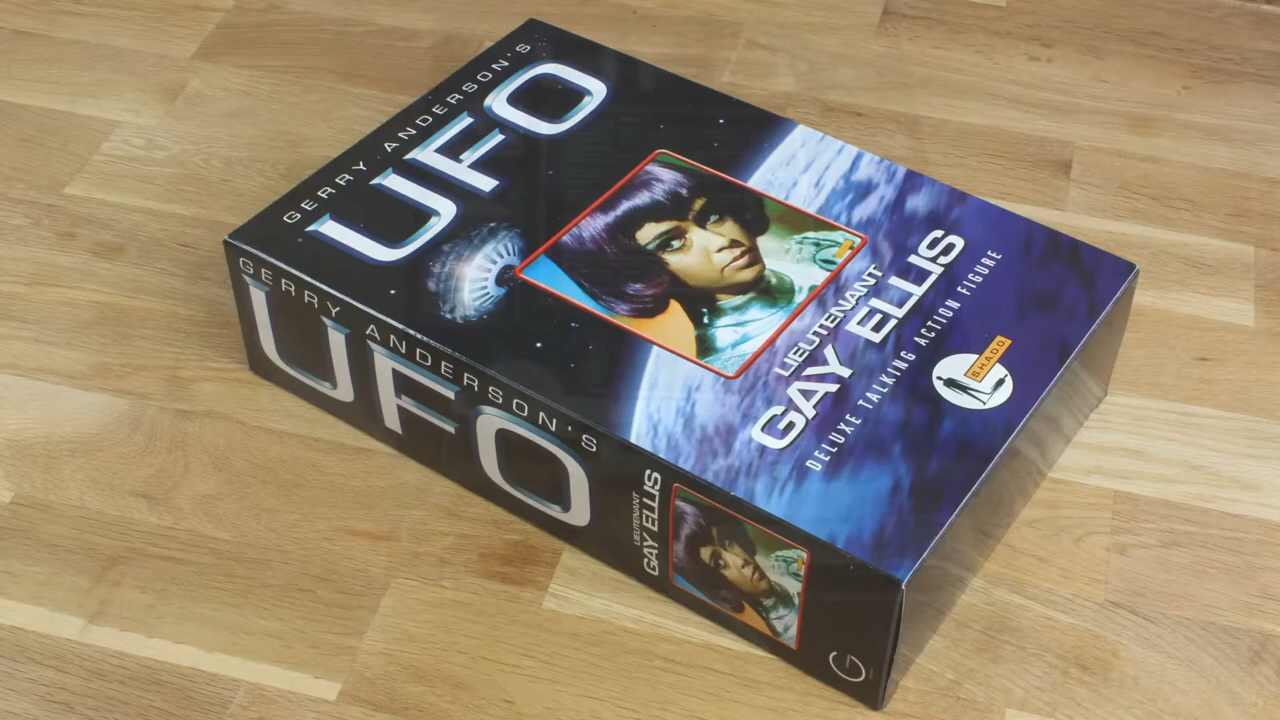 GERRY ANDERSON'S
UFO
LIEUTENANT
GAY ELLIS
DELUXE TALKING ACTION FIGURE
S.H.A.D.O.
GERRY ANDERSON'S
UFO
LIEUTENANT
GAY ELLIS
G